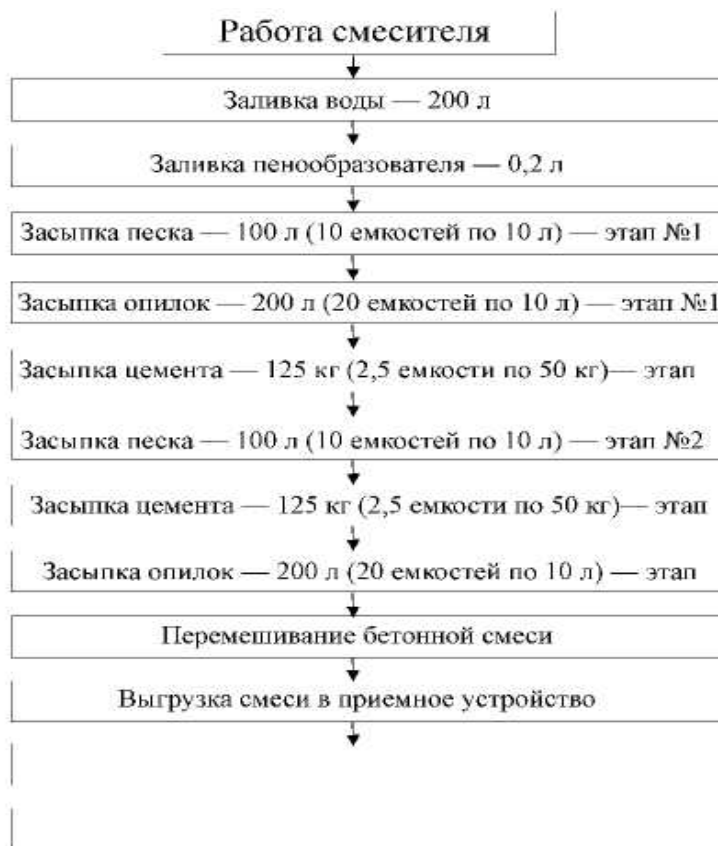 Работа смесителя
Заливка воды — 200 л
Заливка пенообразователя — 0,2 л
Засыпка песка — 100 л (10 емкостей по 10 л) — этап №1
Засыпка опилок — 200 л (20 емкостей по 10 л) — этап №1
Засыпка цемента — 125 кг (2,5 емкости по 50 кг)— этап
Засыпка песка — 100 л (10 емкостей по 10 л) — этап №2
Засыпка цемента — 125 кг (2,5 емкости по 50 кг)— этап
Засыпка опилок — 200 л (20 емкостей по 10 л) — этап
Перемешивание бетонной смеси
Выгрузка смеси в приемное устройство